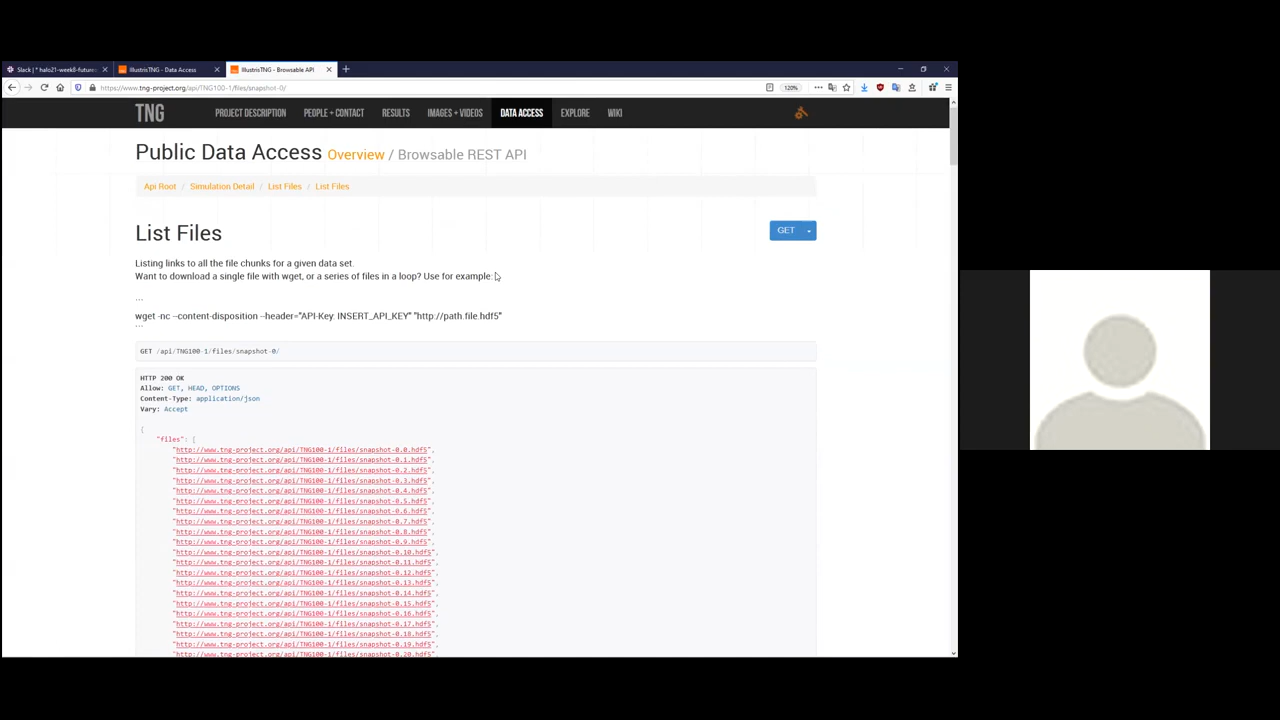 Slack | * halo21-week8-future
IllustrisTNG - Data Access
IllustrisTNG - Browsable API
https://www.tng-project.org/api/TNG100-1/files/snapshot-0/
120%
TNG
PROJECT DESCRIPTION
PEOPLE + CONTACT
RESULTS
IMAGES + VIDEOS
DATA ACCESS
EXPLORE
WIKI
Public Data Access Overview / Browsable REST API
Api Root / Simulation Detail / List Files / List Files
List Files
GET
Listing links to all the file chunks for a given data set.
Want to download a single file with wget, or a series of files in a loop? Use for example:
```
wget -nc --content-disposition --header="API-Key: INSERT_API_KEY" "http://path.file.hdf5"
```
GET /api/TNG100-1/files/snapshot-0/
HTTP 200 OK
Allow: GET, HEAD, OPTIONS
Content-Type: application/json
Vary: Accept
{
"files": [
"http://www.tng-project.org/api/TNG100-1/files/snapshot-0.0.hdf5",
"http://www.tng-project.org/api/TNG100-1/files/snapshot-0.1.hdf5",
"http://www.tng-project.org/api/TNG100-1/files/snapshot-0.2.hdf5",
"http://www.tng-project.org/api/TNG100-1/files/snapshot-0.3.hdf5",
"http://www.tng-project.org/api/TNG100-1/files/snapshot-0.4.hdf5",
"http://www.tng-project.org/api/TNG100-1/files/snapshot-0.5.hdf5",
"http://www.tng-project.org/api/TNG100-1/files/snapshot-0.6.hdf5",
"http://www.tng-project.org/api/TNG100-1/files/snapshot-0.7.hdf5",
"http://www.tng-project.org/api/TNG100-1/files/snapshot-0.8.hdf5",
"http://www.tng-project.org/api/TNG100-1/files/snapshot-0.9.hdf5",
"http://www.tng-project.org/api/TNG100-1/files/snapshot-0.10.hdf5",
"http://www.tng-project.org/api/TNG100-1/files/snapshot-0.11.hdf5",
"http://www.tng-project.org/api/TNG100-1/files/snapshot-0.12.hdf5",
"http://www.tng-project.org/api/TNG100-1/files/snapshot-0.13.hdf5",
"http://www.tng-project.org/api/TNG100-1/files/snapshot-0.14.hdf5",
"http://www.tng-project.org/api/TNG100-1/files/snapshot-0.15.hdf5",
"http://www.tng-project.org/api/TNG100-1/files/snapshot-0.16.hdf5",
"http://www.tng-project.org/api/TNG100-1/files/snapshot-0.17.hdf5",
"http://www.tng-project.org/api/TNG100-1/files/snapshot-0.18.hdf5",
"http://www.tng-project.org/api/TNG100-1/files/snapshot-0.19.hdf5",
"http://www.tng-project.org/api/TNG100-1/files/snapshot-0.20.hdf5",